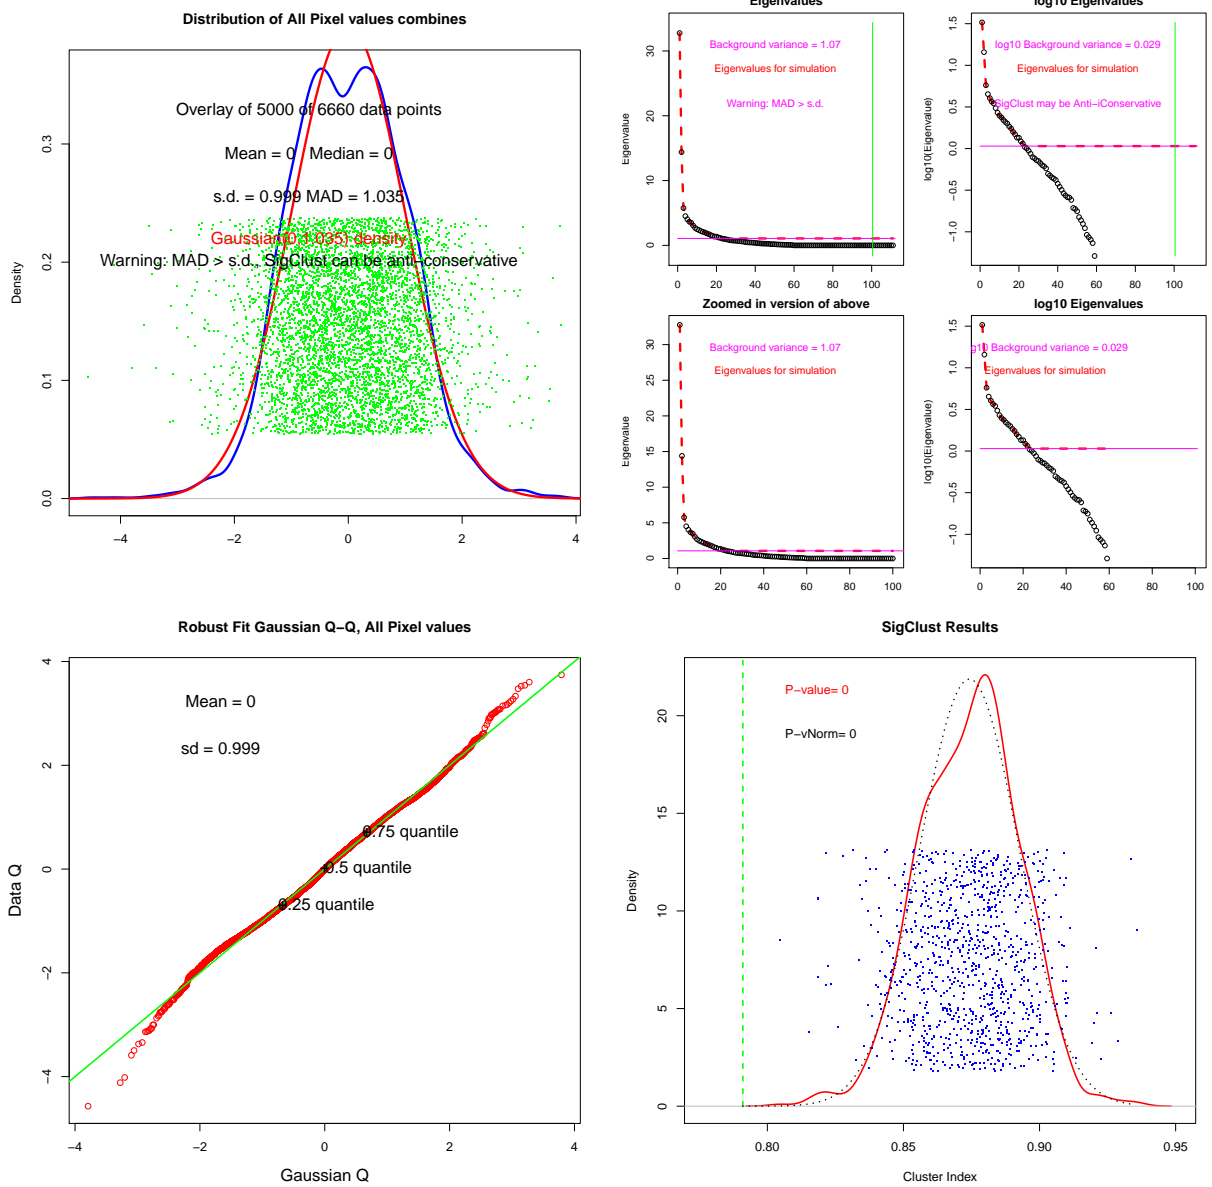 Distribution of All Pixel values combines
Overlay of 5000 of 6660 data points
Mean = 0 Median = 0
s.d. = 0.999 MAD = 1.035
Gaussian(0,1.035) density
Warning: MAD > s.d., SigClust can be anti-conservative
Density
0.0 0.1 0.2 0.3
-4 -2 0 2 4
Eigenvalues
Background variance = 1.07
Eigenvalues for simulation
Warning: MAD > s.d.
Eigenvalue
0 10 20 30
0 20 40 60 80 100
log10 Eigenvalues
log10 Background variance = 0.029
Eigenvalues for simulation
SigClust may be Anti-iConservative
log10(Eigenvalue)
-1.0 -0.5 0.0 0.5 1.0 1.5
0 20 40 60 80 100
Zoomed in version of above
Background variance = 1.07
Eigenvalues for simulation
Eigenvalue
0 5 10 15 20 25 30
0 20 40 60 80 100
log10 Eigenvalues
g10 Background variance = 0.029
Eigenvalues for simulation
log10(Eigenvalue)
-1.0 -0.5 0.0 0.5 1.0 1.5
0 20 40 60 80 100
Robust Fit Gaussian Q-Q, All Pixel values
Mean = 0
sd = 0.999
0.75 quantile
0.5 quantile
0.25 quantile
Data Q
-4 -2 0 2 4
-4 -2 0 2 4
Gaussian Q
SigClust Results
P-value= 0
P-vNorm= 0
Density
0 5 10 15 20
0.80 0.85 0.90 0.95
Cluster Index